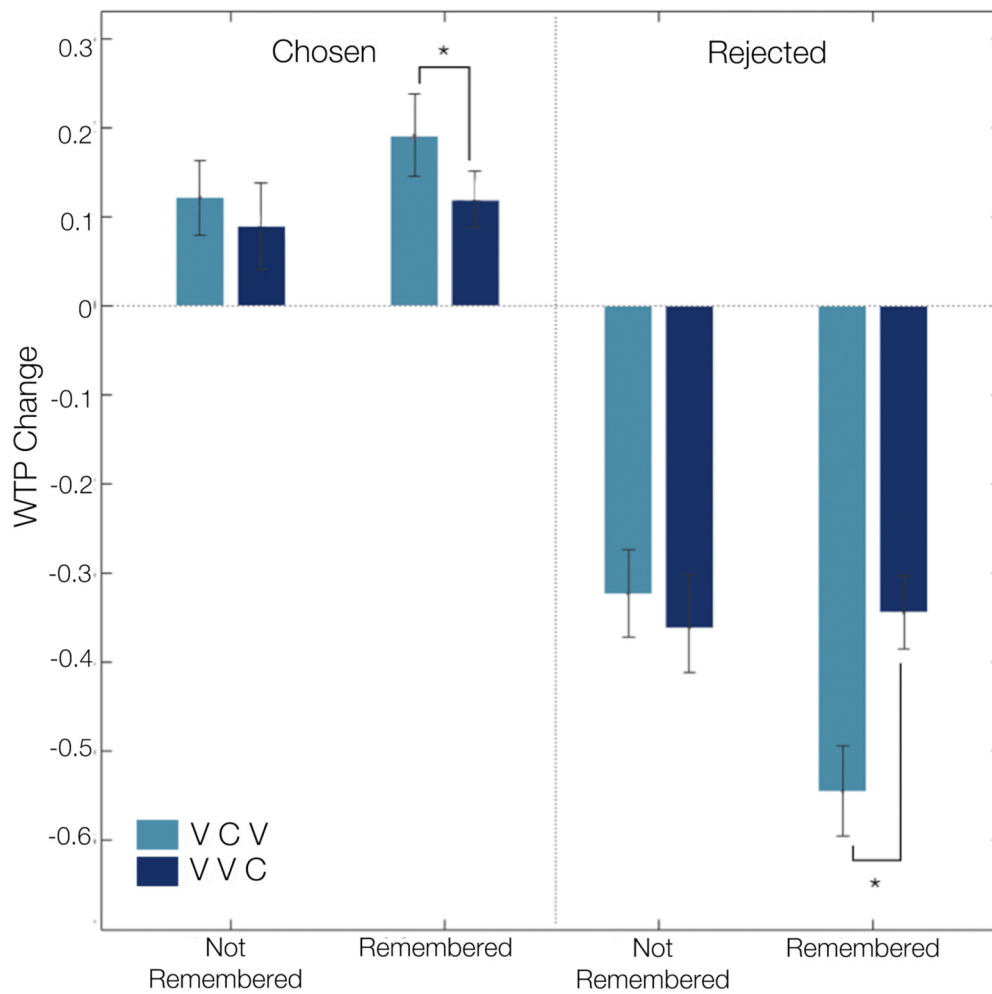 Chosen
*
Rejected
0.3
0.2
0.1
0
-0.1
-0.2
-0.3
-0.4
-0.5
-0.6
WTP Change
V C V
V V C
*
Not
Remembered
Remembered
Not
Remembered
Remembered